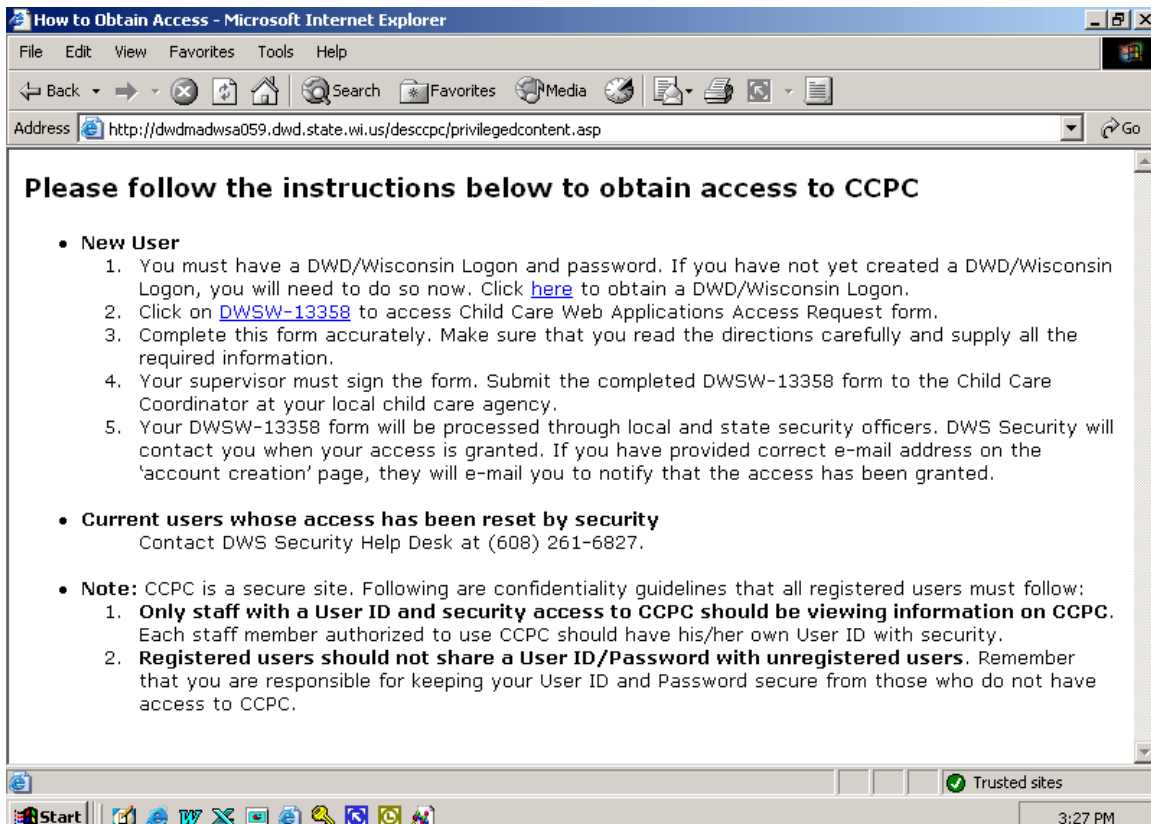 How to Obtain Access - Microsoft Internet Explorer
File Edit View Favorites Tools Help
Back Search Favorites Media
Address http://dwdmadwsa059.dwd.state.wi.us/desccpc/privilegedcontent.asp Go
Please follow the instructions below to obtain access to CCPC
• New User
1. You must have a DWD/Wisconsin Logon and password. If you have not yet created a DWD/Wisconsin
Logon, you will need to do so now. Click here to obtain a DWD/Wisconsin Logon.
2. Click on DWSW-13358 to access Child Care Web Applications Access Request form.
3. Complete this form accurately. Make sure that you read the directions carefully and supply all the
required information.
4. Your supervisor must sign the form. Submit the completed DWSW-13358 form to the Child Care
Coordinator at your local child care agency.
5. Your DWSW-13358 form will be processed through local and state security officers. DWS Security will
contact you when your access is granted. If you have provided correct e-mail address on the
'account creation' page, they will e-mail you to notify that the access has been granted.
• Current users whose access has been reset by security
Contact DWS Security Help Desk at (608) 261-6827.
• Note: CCPC is a secure site. Following are confidentiality guidelines that all registered users must follow:
1. Only staff with a User ID and security access to CCPC should be viewing information on CCPC.
Each staff member authorized to use CCPC should have his/her own User ID with security.
2. Registered users should not share a User ID/Password with unregistered users. Remember
that you are responsible for keeping your User ID and Password secure from those who do not have
access to CCPC.
Trusted sites
Start 3:27 PM